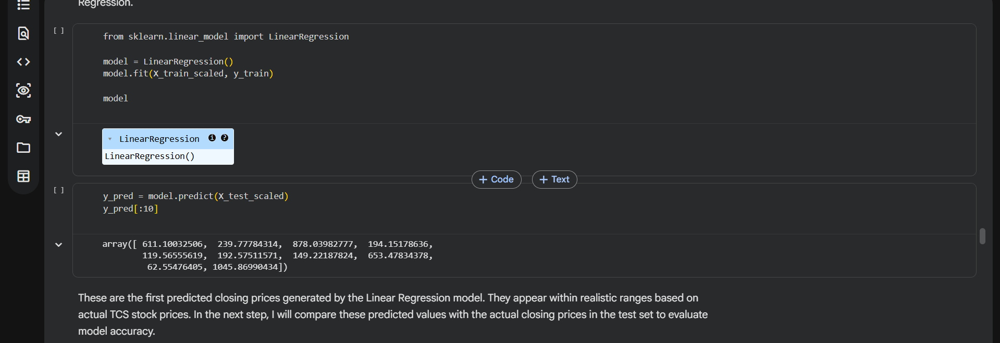 Regression.
[ ]
from sklearn.linear_model import LinearRegression
model = LinearRegression()
model.fit(X_train_scaled, y_train)
model
LinearRegression i ?
LinearRegression()
+ Code + Text
[ ]
y_pred = model.predict(X_test_scaled)
y_pred[:10]
array([ 611.10032506, 239.77784314, 878.03982777, 194.15178636,
119.56555619, 192.57511571, 149.22187824, 653.47834378,
62.55476405, 1045.86990434])
These are the first predicted closing prices generated by the Linear Regression model. They appear within realistic ranges based on
actual TCS stock prices. In the next step, I will compare these predicted values with the actual closing prices in the test set to evaluate
model accuracy.